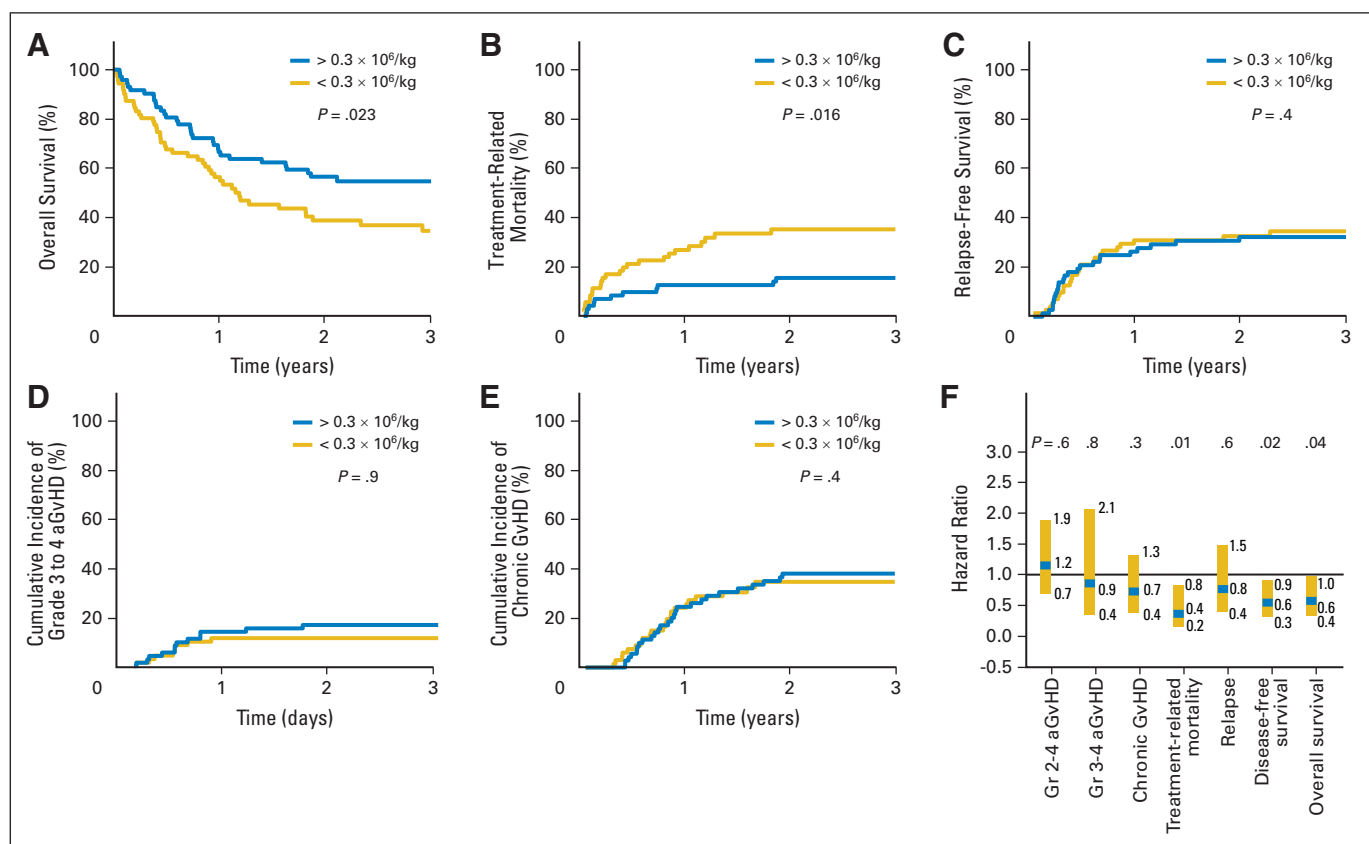 A
Overall Survival (%)
100
80
60
40
20
0
1
2
3
Time (years)
> 0.3 × 10⁶/kg
< 0.3 × 10⁶/kg
P = .023
B
Treatment-Related
Mortality (%)
100
80
60
40
20
0
1
2
3
Time (years)
> 0.3 × 10⁶/kg
< 0.3 × 10⁶/kg
P = .016
C
Relapse-Free Survival (%)
100
80
60
40
20
0
1
2
3
Time (years)
> 0.3 × 10⁶/kg
< 0.3 × 10⁶/kg
P = .4
D
Cumulative Incidence of
Grade 3 to 4 aGvHD (%)
100
80
60
40
20
0
1
2
3
Time (days)
> 0.3 × 10⁶/kg
< 0.3 × 10⁶/kg
P = .9
E
Cumulative Incidence of
Chronic GvHD (%)
100
80
60
40
20
0
1
2
3
Time (years)
> 0.3 × 10⁶/kg
< 0.3 × 10⁶/kg
P = .4
F
Hazard Ratio
P = .6 .8 .3 .01 .6 .02 .04
3.0
2.5
2.0
1.5
1.0
0.5
0.0
-0.5
1.9
1.2
0.7
2.1
0.9
0.4
1.3
0.7
0.4
0.8
0.4
0.2
1.5
0.8
0.4
0.9
0.6
0.3
1.0
0.6
0.4
Gr 2-4 aGvHD
Gr 3-4 aGvHD
Chronic GvHD
Treatment-related
mortality
Relapse
Disease-free
survival
Overall survival